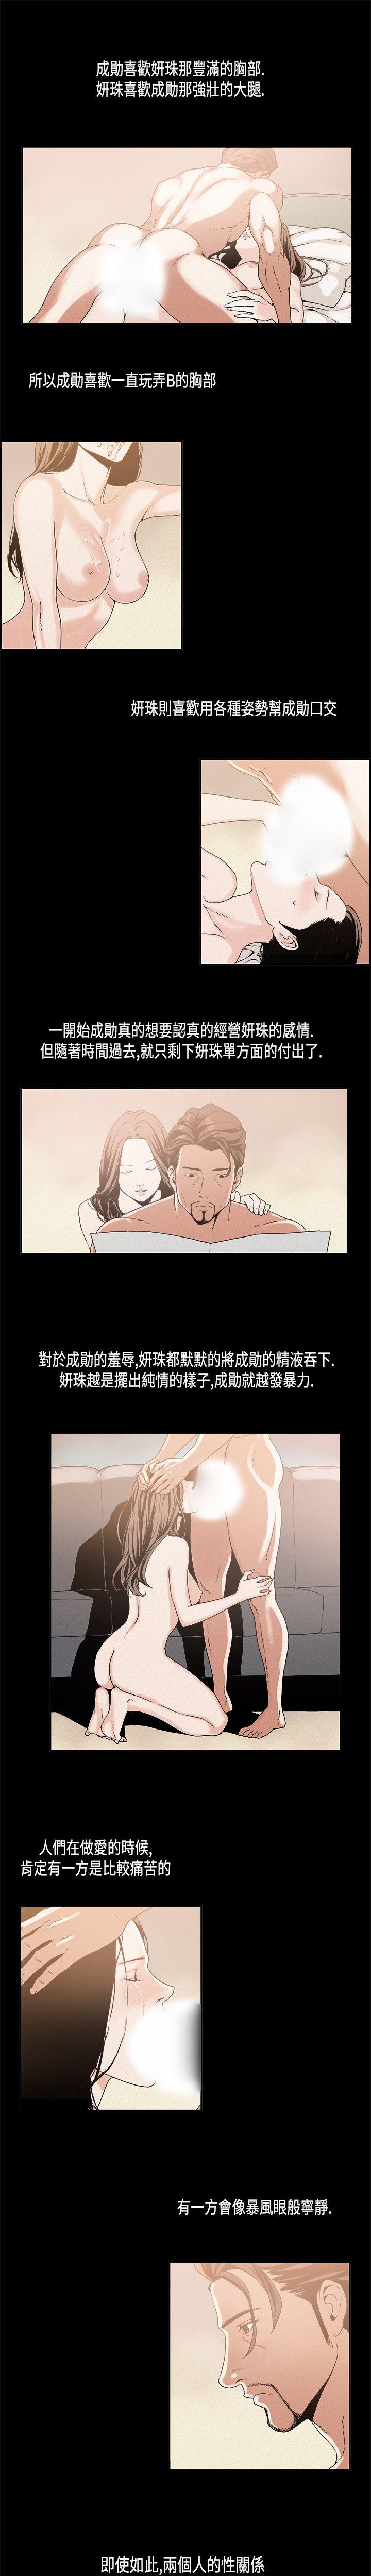 成勛喜歡妍珠那豐滿的胸部.
妍珠喜歡成勛那強壯的大腿.
所以成勛喜歡一直玩弄B的胸部
妍珠則喜歡用各種姿勢幫成勛口交
一開始成勛真的想要認真的經營妍珠的感情.
但隨著時間過去,就只剩下妍珠單方面的付出了.
對於成勛的羞辱,妍珠都默默的將成勛的精液吞下.
妍珠越是擺出純情的樣子,成勛就越發暴力.
人們在做愛的時候,
肯定有一方是比較痛苦的
有一方會像暴風眼般寧靜.
即使如此,兩個人的性關係